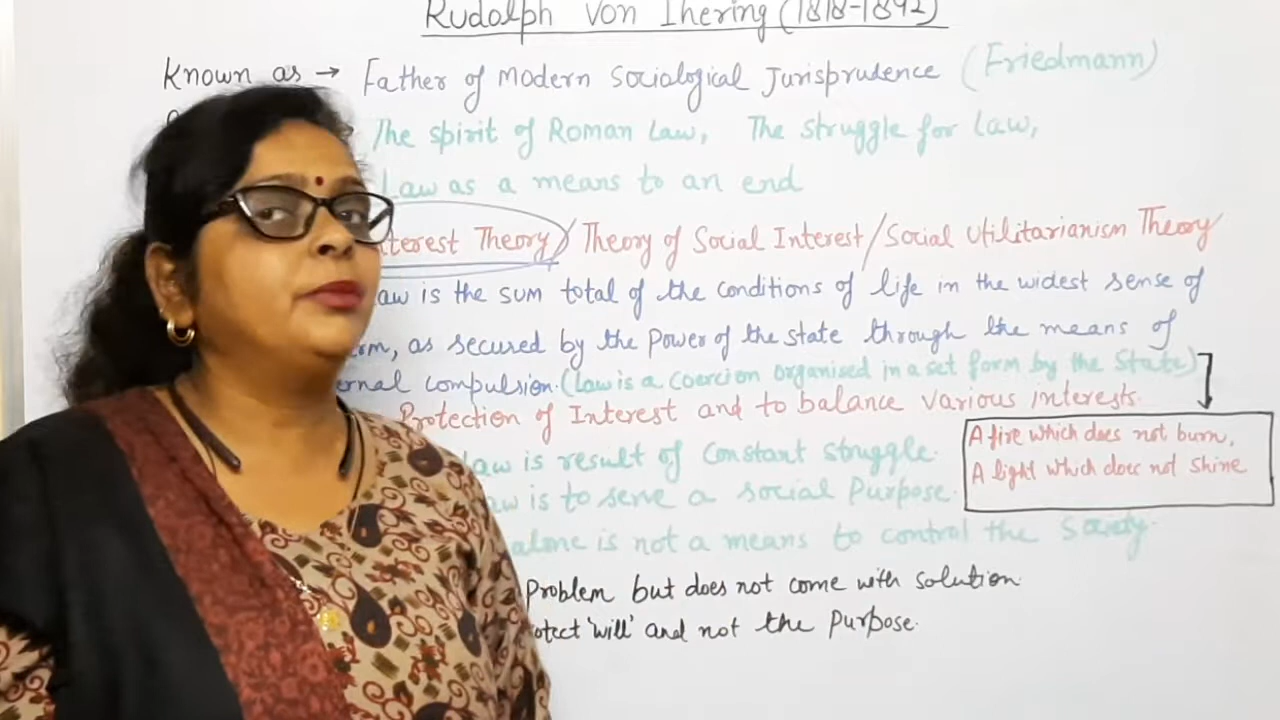 Rudolph Von Ihering (1818-1892)
Known as → Father of Modern Sociological Jurisprudence (Friedmann)
The spirit of Roman Law, The struggle for law,
Law as a means to an end
terest Theory / Theory of Social Interest / Social Utilitarianism Theory
aw is the sum total of the conditions of life in the widest sense of
rm, as secured by the Power of the state through the means of
ernal compulsion. (Law is a coercion organised in a set form by the State)
Protection of Interest and to balance various interests.
A fire which does not burn,
A light which does not shine
law is result of constant struggle.
aw is to serve a social Purpose.
alone is not a means to control the Society.
Problem but does not come with solution.
otect 'will' and not the Purpose.